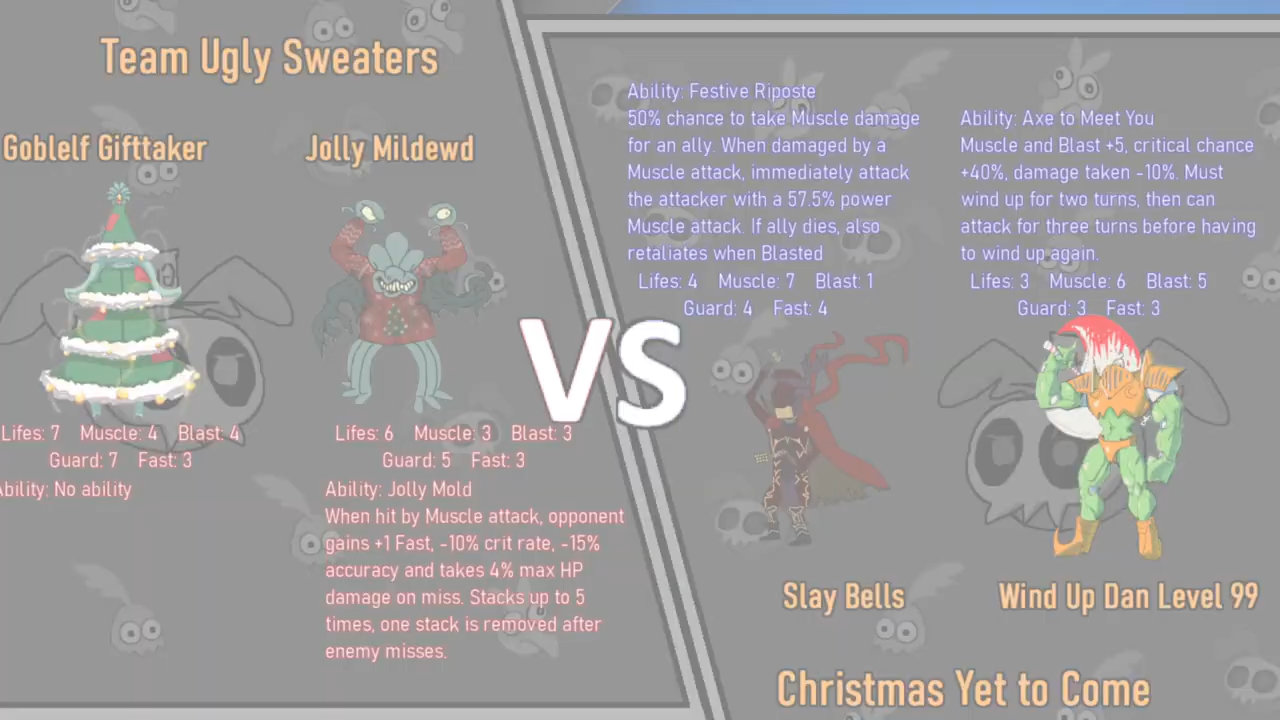 Team Ugly Sweaters
Goblelf Gifttaker
Jolly Mildewd
Lifes: 7 Muscle: 4 Blast: 4
Guard: 7 Fast: 3
Ability: No ability
Lifes: 6 Muscle: 3 Blast: 3
Guard: 5 Fast: 3
Ability: Jolly Mold
When hit by Muscle attack, opponent
gains +1 Fast, -10% crit rate, -15%
accuracy and takes 4% max HP
damage on miss. Stacks up to 5
times, one stack is removed after
enemy misses.
VS
Ability: Festive Riposte
50% chance to take Muscle damage
for an ally. When damaged by a
Muscle attack, immediately attack
the attacker with a 57.5% power
Muscle attack. If ally dies, also
retaliates when Blasted
Lifes: 4 Muscle: 7 Blast: 1
Guard: 4 Fast: 4
Ability: Axe to Meet You
Muscle and Blast +5, critical chance
+40%, damage taken -10%. Must
wind up for two turns, then can
attack for three turns before having
to wind up again.
Lifes: 3 Muscle: 6 Blast: 5
Guard: 3 Fast: 3
Slay Bells
Wind Up Dan Level 99
Christmas Yet to Come